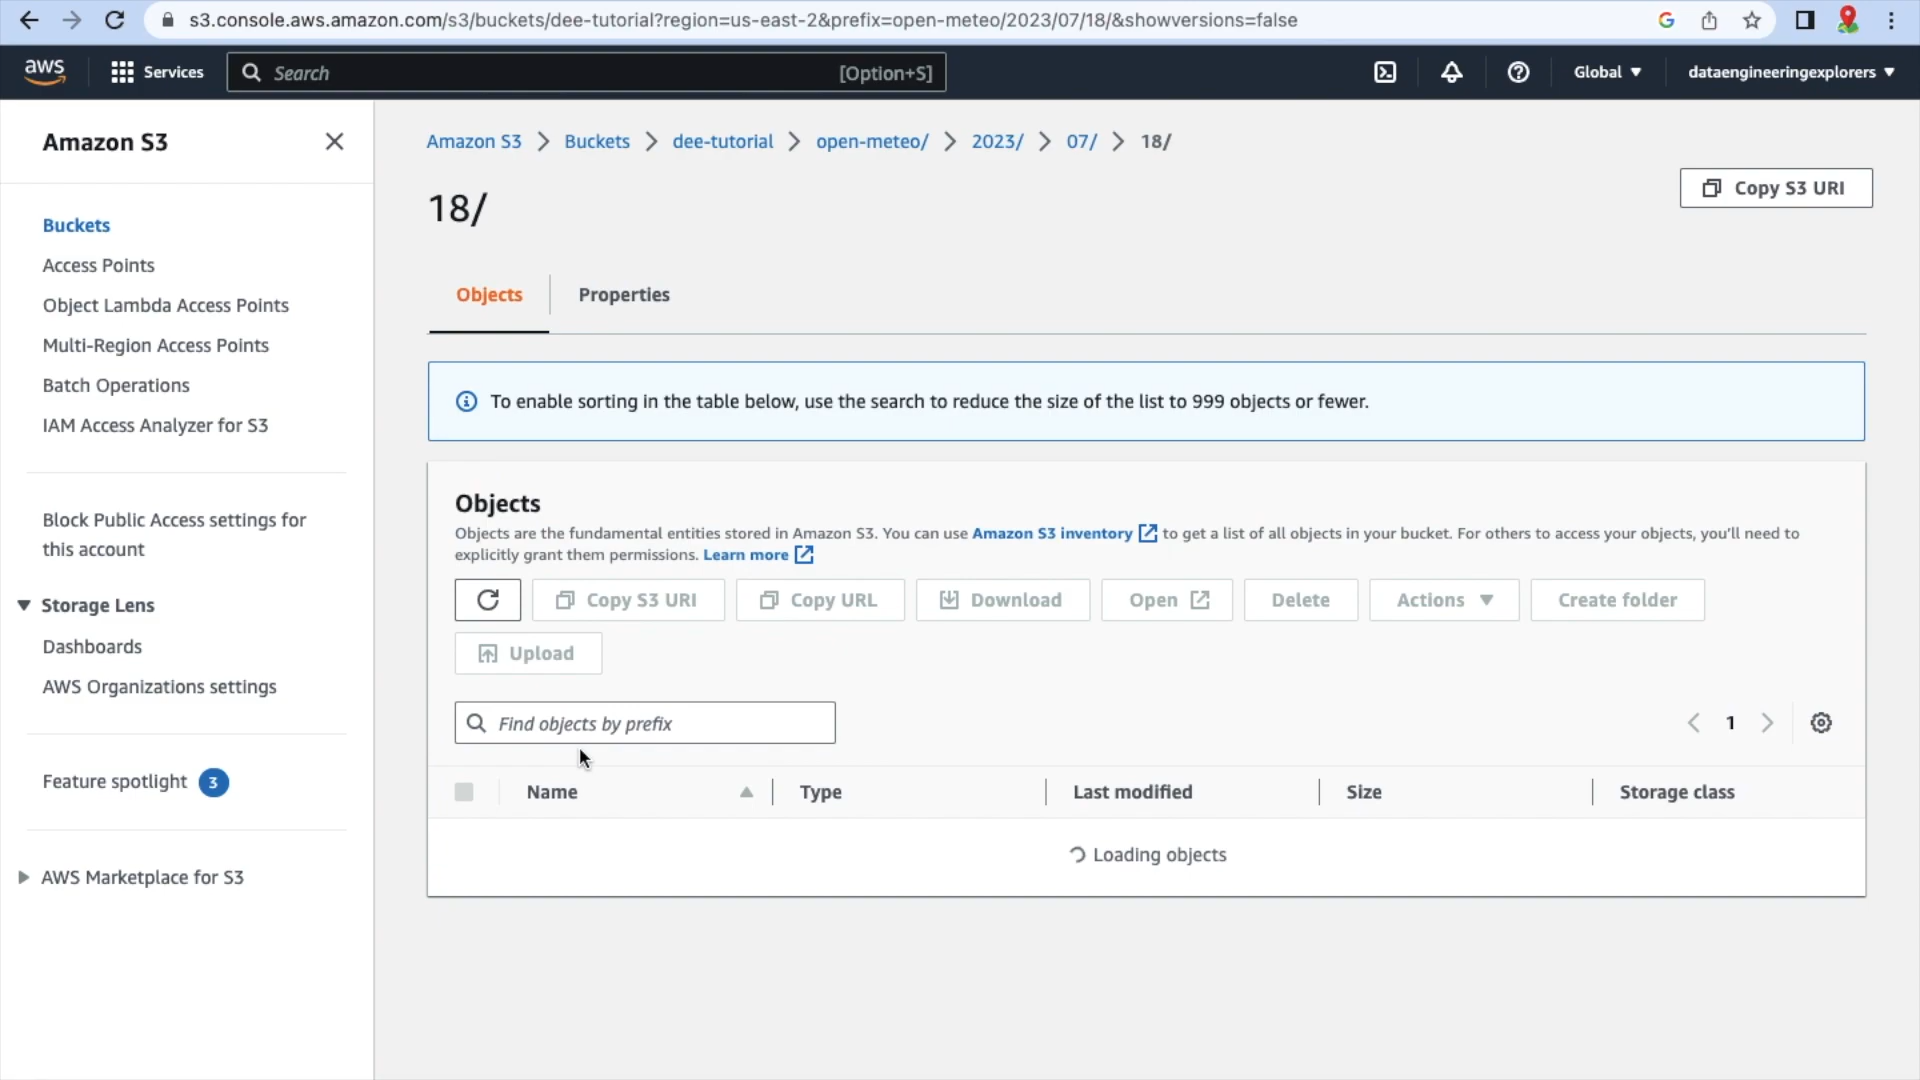 s3.console.aws.amazon.com/s3/buckets/dee-tutorial?region=us-east-2&prefix=open-meteo/2023/07/18/&showversions=false
aws Services Search [Option+S] Global dataengineeringexplorers
Amazon S3
Buckets
Access Points
Object Lambda Access Points
Multi-Region Access Points
Batch Operations
IAM Access Analyzer for S3
Block Public Access settings for
this account
Storage Lens
Dashboards
AWS Organizations settings
Feature spotlight 3
AWS Marketplace for S3
Amazon S3 Buckets dee-tutorial open-meteo/ 2023/ 07/ 18/
18/
Copy S3 URI
Objects Properties
To enable sorting in the table below, use the search to reduce the size of the list to 999 objects or fewer.
Objects
Objects are the fundamental entities stored in Amazon S3. You can use Amazon S3 inventory to get a list of all objects in your bucket. For others to access your objects, you'll need to
explicitly grant them permissions. Learn more
Copy S3 URI Copy URL Download Open Delete Actions Create folder
Upload
Find objects by prefix 1
Name Type Last modified Size Storage class
Loading objects